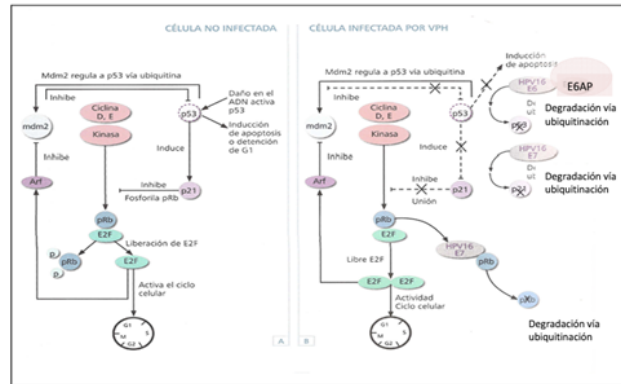 CÉLULA NO INFECTADA
Mdm2 regula a p53 vía ubiquitina
Inhibe
mdm2
Ciclina
D, E
Kinasa
p53
Daño en el
ADN activa
p53
Inducción
de apoptosis
o detención
de G1
Induce
Inhibe
Arf
Inhibe
Fosforila pRb
p21
pRb
E2F
Liberación de E2F
p
pRb
p
E2F
Activa el ciclo
celular
G1
S
G2
M
A
CÉLULA INFECTADA POR VPH
Inducción
de apoptosis
Mdm2 regula a p53 vía ubiquitina
Inhibe
mdm2
Ciclina
D, E
Kinasa
p53
Induce
Inhibe
Arf
Inhibe
Unión
p21
HPV16
E6
E6AP
Degradación vía
ubiquitinación
HPV16
E7
Degradación vía
ubiquitinación
pRb
E2F
Libre E2F
E2F
E2F
HPV16
E7
pRb
Actividad
Ciclo celular
G1
S
G2
M
Degradación vía
ubiquitinación
B